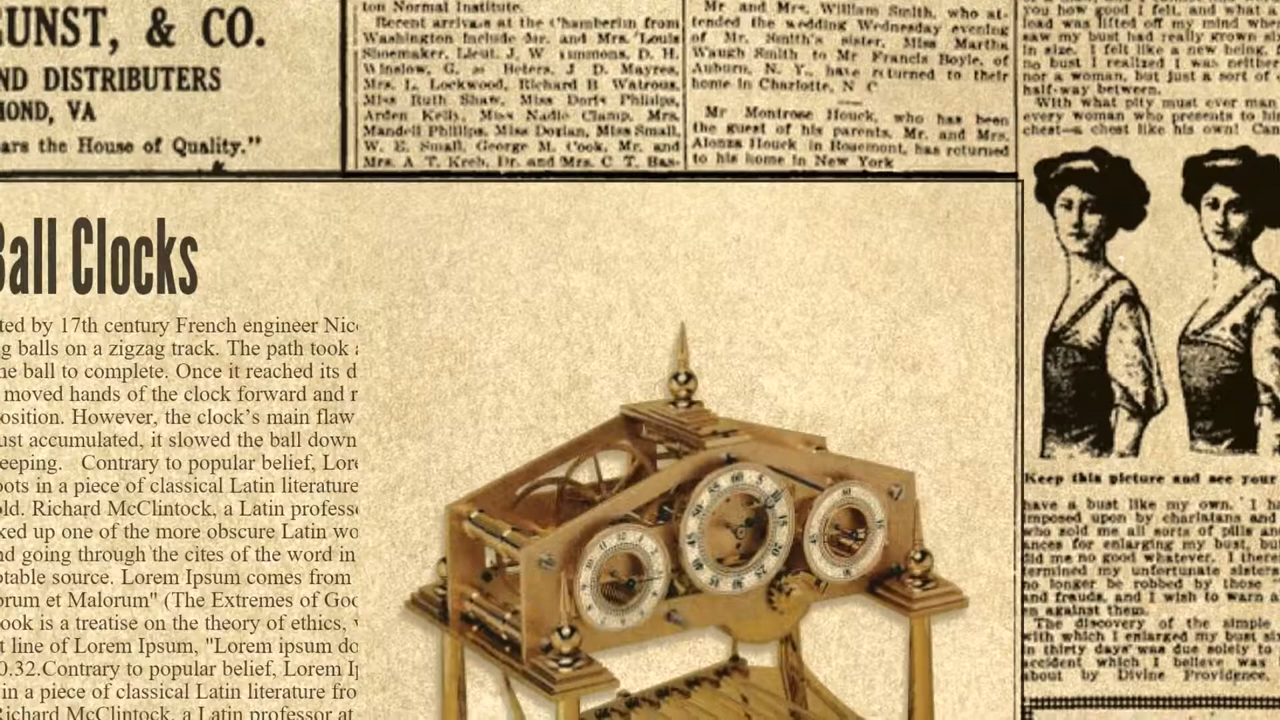 EUNST, & CO.
ND DISTRIBUTERS
MOND, VA
ars the House of Quality."
ton Normal Institute.
Recent arrivals at the Chamberlin from
Washington include Mr. and Mrs. Louis
Shoemaker, Lieut. J. W. D. H.
Winslow, G. Heters, J D. Mayres,
Mrs. L. Lockwood, Richard B Watrous,
Miss Ruth Shaw, Miss Doris Philips,
Arden Kells, Miss Nadie Clamp, Mrs.
Mandell Phillips, Miss Dozian, Miss Small,
W. E. Small, George M. Cook, Mr. and
Mrs. A T. Kreh, Dr. and Mrs. C T. Bas-
Mr and Mrs. William Smith, who at-
tended the wedding Wednesday evening
of Mr. Smith's sister, Miss Martha
Waugh Smith to Mr Francis Boyle, of
Auburn, N. Y., have returned to their
home in Charlotte, N C
Mr Montrose Houck, who has been
the guest of his parents, Mr. and Mrs.
Alonza Houck in Rosemont, has returned
to his home in New York
you how good I felt, and what a
load was lifted off my mind whe
saw my bust had really grown si
in size. I felt like a new being,
no bust I realized I was neither
nor a woman, but just a sort of
half-way between.
With what pity must ever man
every woman who presents to hi
chest—a chest like his own! Can
Keep this picture and see your
have a bust like my own. I ha
imposed upon by charlatans and
who sold me all sorts of pills an
ances for enlarging my bust, bu
did me no good whatever. I there
termined my unfortunate sisters
no longer be robbed by those
and frauds, and I wish to warn a
en against them.
The discovery of the simple
with which I enlarged my bust si
in thirty days was due solely to
accident which I believe was
about by Divine Providence.
Ball Clocks
ted by 17th century French engineer Nic
g balls on a zigzag track. The path took
he ball to complete. Once it reached its d
moved hands of the clock forward and r
osition. However, the clock's main flaw
ust accumulated, it slowed the ball down
eeping. Contrary to popular belief, Lore
oots in a piece of classical Latin literature
old. Richard McClintock, a Latin profess
ked up one of the more obscure Latin wo
nd going through the cites of the word in
btable source. Lorem Ipsum comes from
orum et Malorum" (The Extremes of Goo
ook is a treatise on the theory of ethics,
t line of Lorem Ipsum, "Lorem ipsum do
0.32.Contrary to popular belief, Lorem Ip
in a piece of classical Latin literature fro
Richard McClintock, a Latin professor at